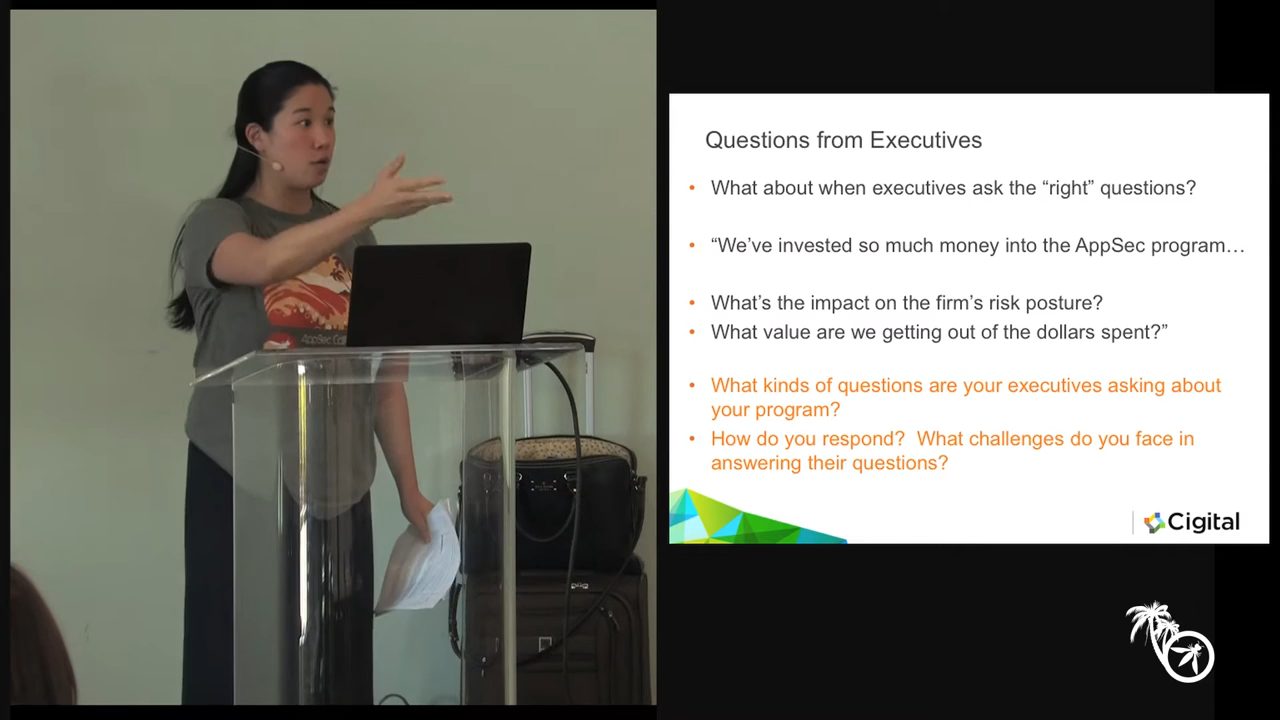 Questions from Executives
• What about when executives ask the “right” questions?
• “We’ve invested so much money into the AppSec program…
• What’s the impact on the firm’s risk posture?
• What value are we getting out of the dollars spent?”
• What kinds of questions are your executives asking about
your program?
• How do you respond?  What challenges do you face in
answering their questions?
Cigital
AppSec